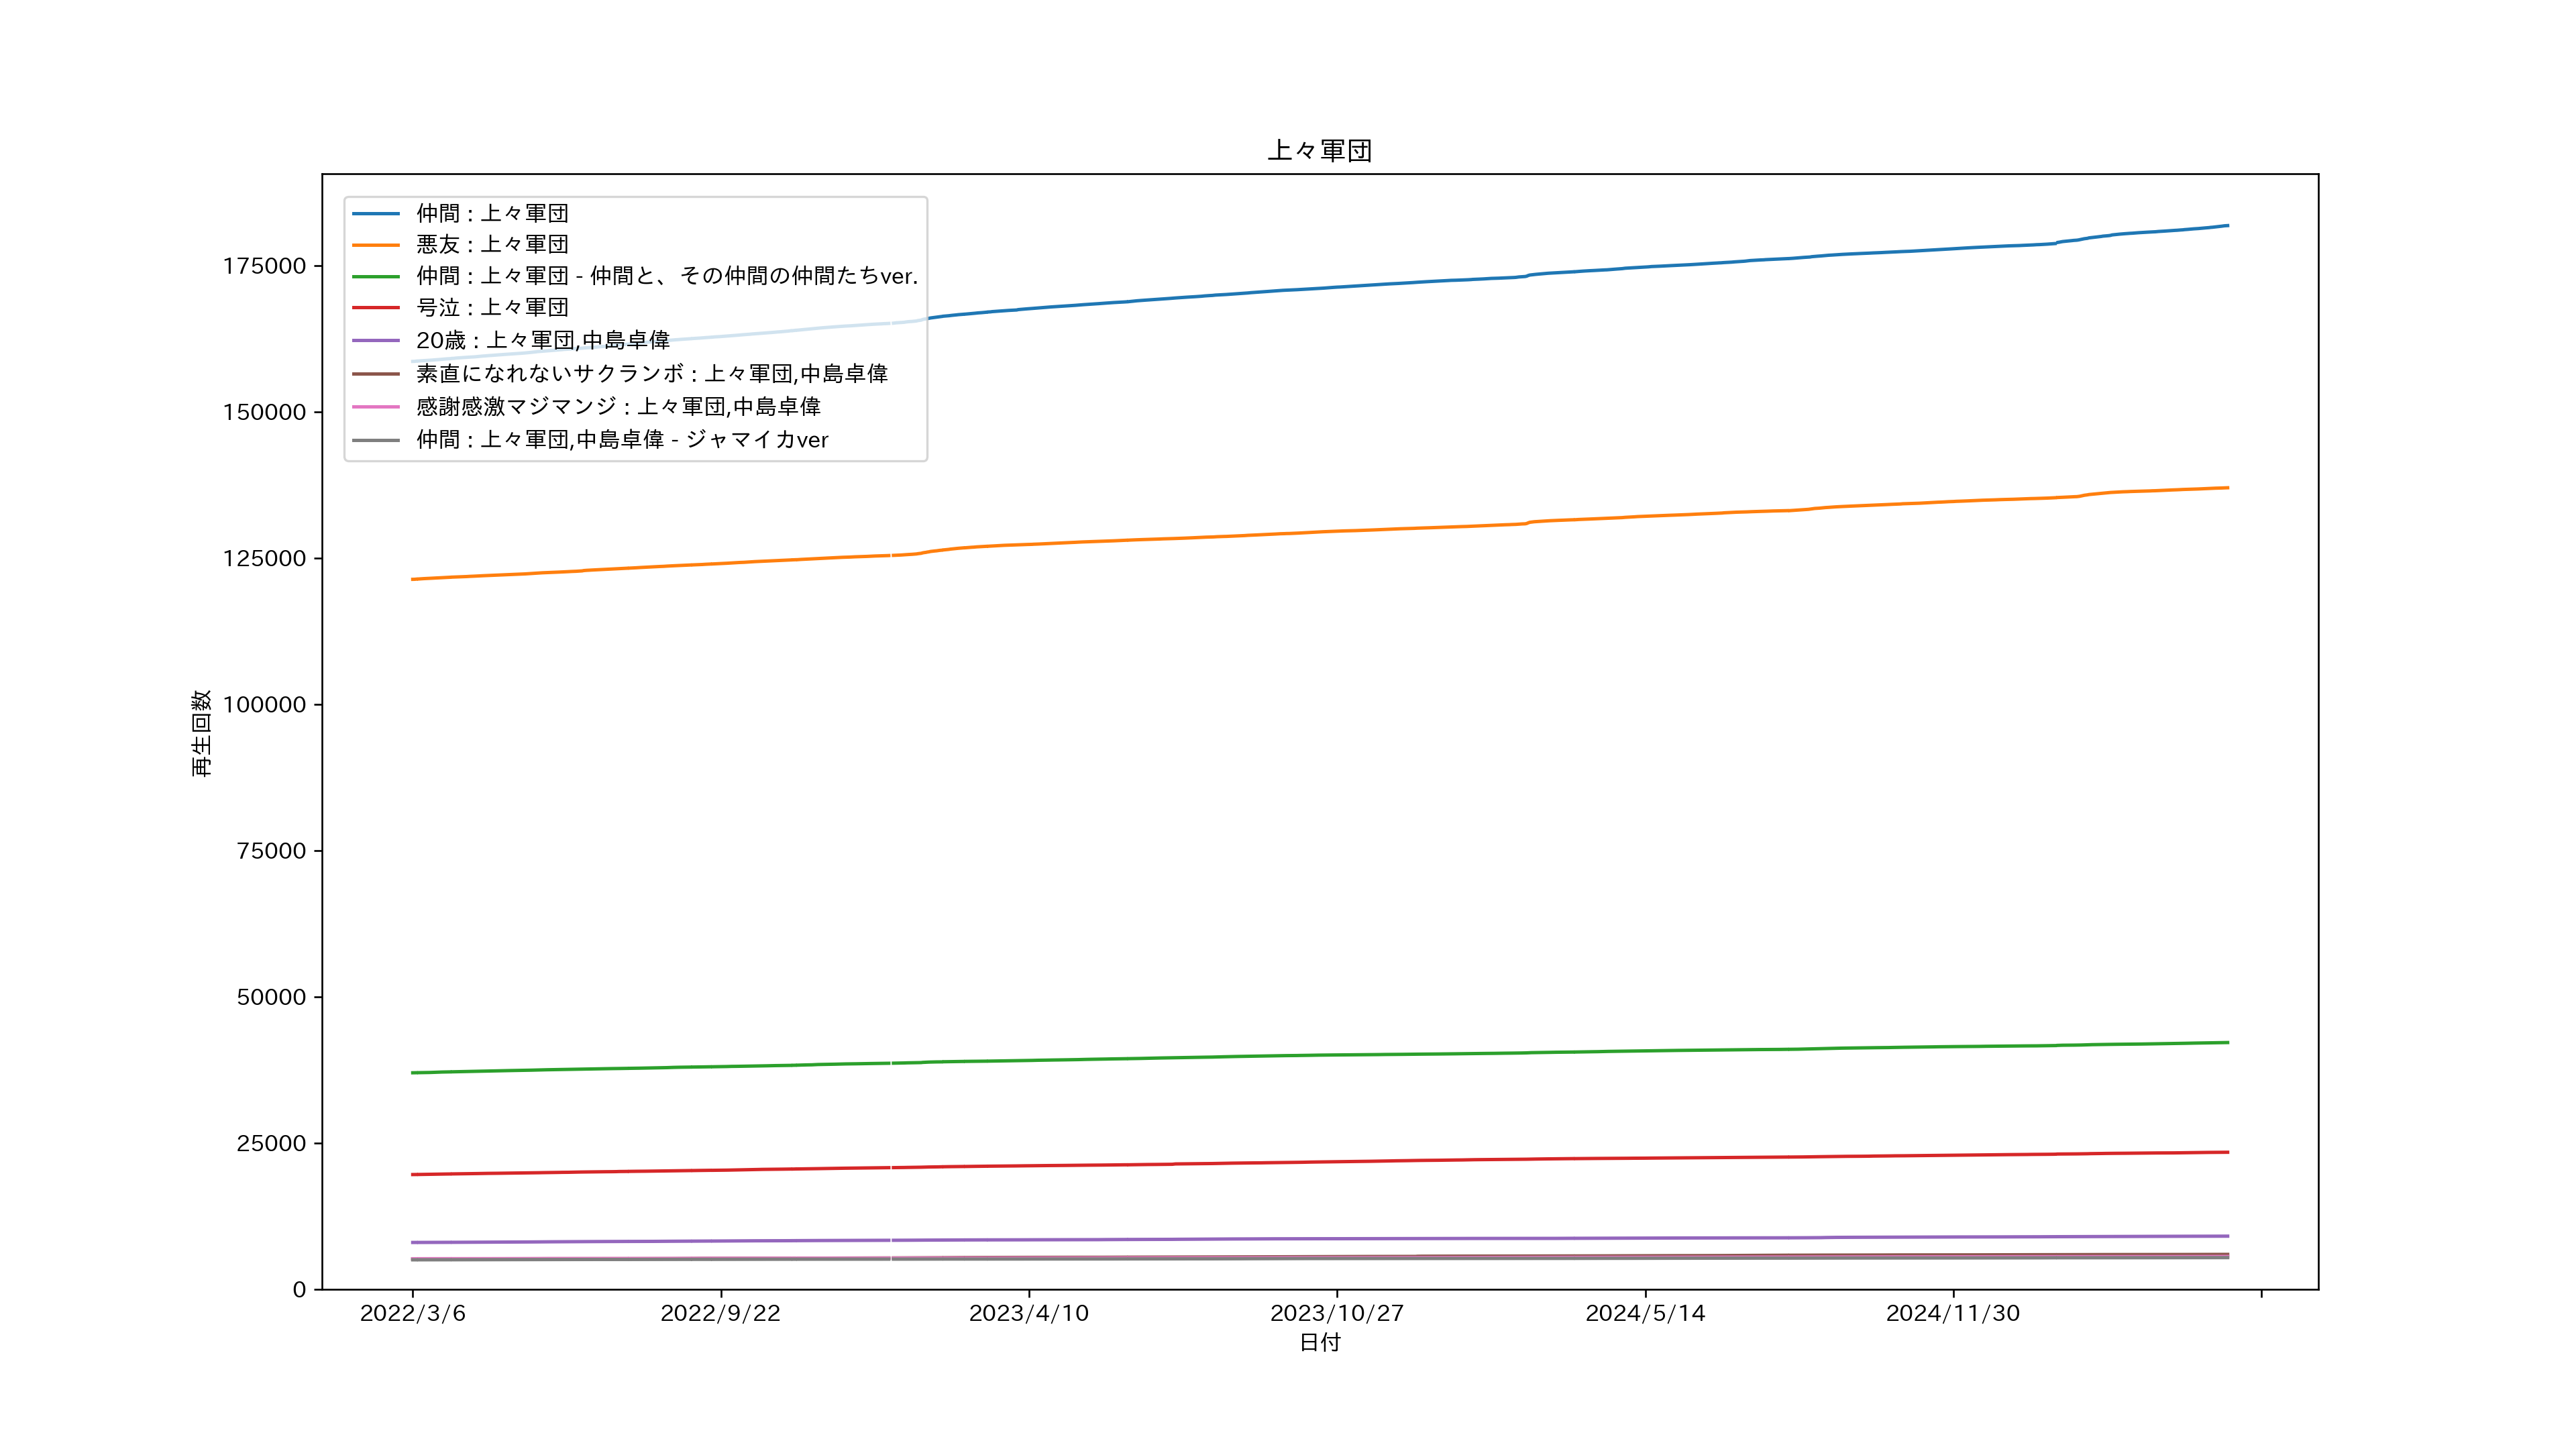 上々軍団
仲間 : 上々軍団
悪友 : 上々軍団
仲間 : 上々軍団 - 仲間と、その仲間の仲間たちver.
号泣 : 上々軍団
20歳 : 上々軍団,中島卓偉
素直になれないサクランボ : 上々軍団,中島卓偉
感謝感激マジマンジ : 上々軍団,中島卓偉
仲間 : 上々軍団,中島卓偉 - ジャマイカver
175000
150000
125000
100000
75000
50000
25000
0
再生回数
2022/3/6
2022/9/22
2023/4/10
2023/10/27
2024/5/14
2024/11/30
日付